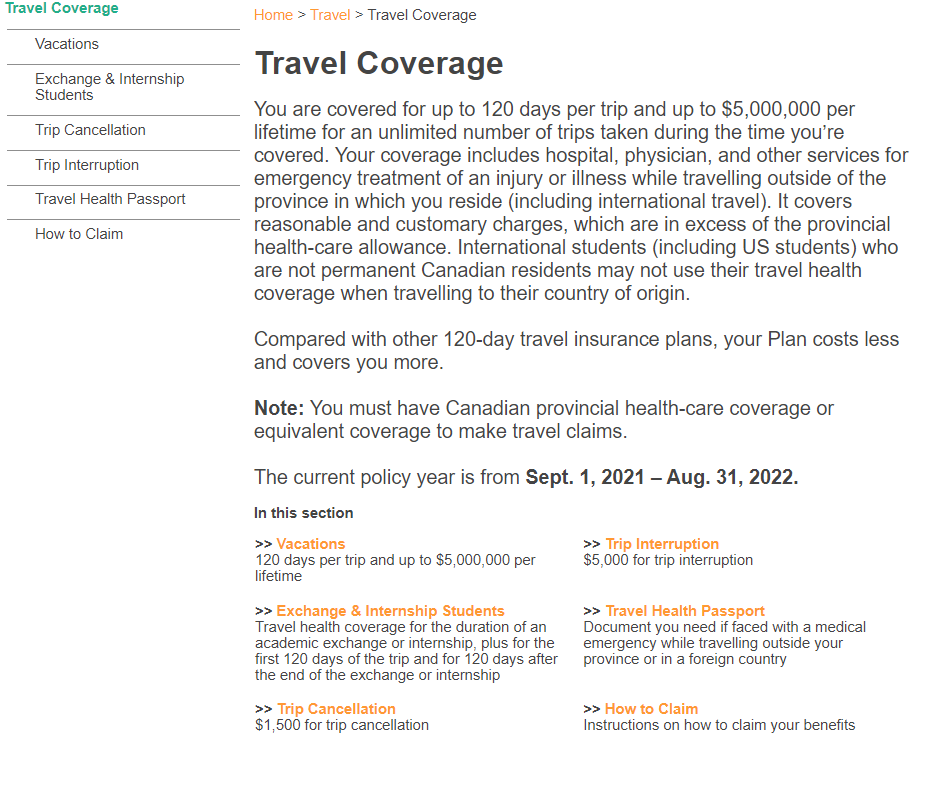 Travel Coverage
Vacations
Exchange & Internship
Students
Trip Cancellation
Trip Interruption
Travel Health Passport
How to Claim
Home > Travel > Travel Coverage
Travel Coverage
You are covered for up to 120 days per trip and up to $5,000,000 per
lifetime for an unlimited number of trips taken during the time you’re
covered. Your coverage includes hospital, physician, and other services for
emergency treatment of an injury or illness while travelling outside of the
province in which you reside (including international travel). It covers
reasonable and customary charges, which are in excess of the provincial
health-care allowance. International students (including US students) who
are not permanent Canadian residents may not use their travel health
coverage when travelling to their country of origin.
Compared with other 120-day travel insurance plans, your Plan costs less
and covers you more.
Note: You must have Canadian provincial health-care coverage or
equivalent coverage to make travel claims.
The current policy year is from Sept. 1, 2021 – Aug. 31, 2022.
In this section
>> Vacations
120 days per trip and up to $5,000,000 per
lifetime
>> Trip Interruption
$5,000 for trip interruption
>> Exchange & Internship Students
Travel health coverage for the duration of an
academic exchange or internship, plus for the
first 120 days of the trip and for 120 days after
the end of the exchange or internship
>> Travel Health Passport
Document you need if faced with a medical
emergency while travelling outside your
province or in a foreign country
>> Trip Cancellation
$1,500 for trip cancellation
>> How to Claim
Instructions on how to claim your benefits